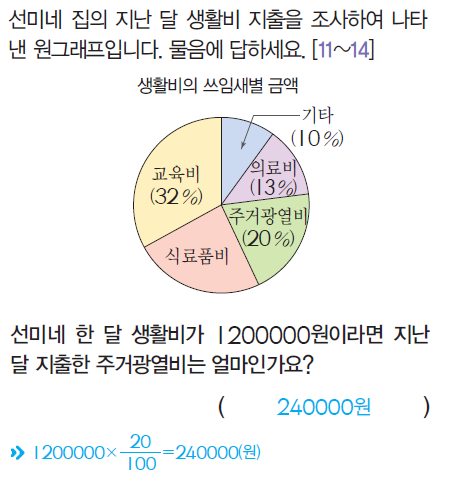 선미네 집의 지난 달 생활비 지출을 조사하여 나타
낸 원그래프입니다. 물음에 답하세요. [11~14]
생활비의 쓰임새별 금액
기타
(10%)
의료비
(13%)
교육비
(32%)
주거광열비
(20%)
식료품비
선미네 한 달 생활비가 1200000원이라면 지난
달 지출한 주거광열비는 얼마인가요?
( 240000원 )
» 1200000×20/100=240000(원)